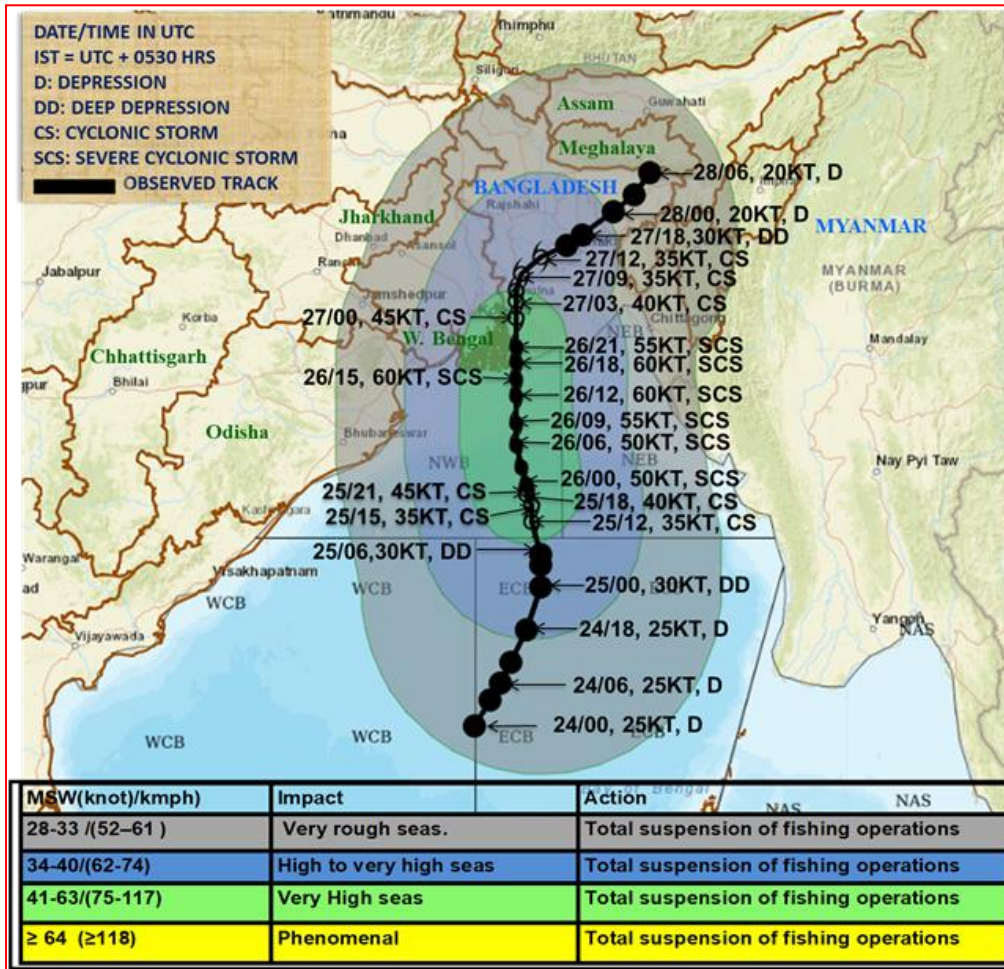 Kathmandu
Thimphu
DATE/TIME IN UTC
IST = UTC + 0530 HRS
D: DEPRESSION
DD: DEEP DEPRESSION
CS: CYCLONIC STORM
SCS: SEVERE CYCLONIC STORM
OBSERVED TRACK
BHUTAN
Siliguri
Assam
Guwahati
Meghalaya
28/06, 20KT, D
BANGLADESH
Rajshahi
Jharkhand
28/00, 20KT, D
27/18,30KT, DD
MYANMAR
Dhanbad
Asansol
27/12, 35KT, CS
Ranchi
27/09, 35KT, CS
MYANMAR
(BURMA)
Jabalpur
Jamshedpur
27/03, 40KT, CS
27/00, 45KT, CS
Chittagong
Korba
W. Bengal
NEB
Mandalay
26/21, 55KT, SCS
Chhattisgarh
26/18, 60KT, SCS
26/15, 60KT, SCS
Bhilai
26/12, 60KT, SCS
Odisha
26/09, 55KT, SCS
Bhubaneswar
26/06, 50KT, SCS
NWB
NEB
Nay Pyi Taw
26/00, 50KT, SCS
25/21, 45KT, CS
25/18, 40KT, CS
25/15, 35KT, CS
25/12, 35KT, CS
25/06,30KT, DD
Warangal
Visakhapatnam
WCB
WCB
ECB
ECB
25/00, 30KT, DD
24/18, 25KT, D
Yangon
NAS
Vijayawada
24/06, 25KT, D
24/00, 25KT, D
WCB
WCB
ECB
ECB
Bay of Bengal
NAS
NAS
MSW(knot)/kmph) Impact Action
28-33 /(52–61 ) Very rough seas. Total suspension of fishing operations
34-40/(62-74) High to very high seas Total suspension of fishing operations
41-63/(75-117) Very High seas Total suspension of fishing operations
≥ 64 (≥118) Phenomenal Total suspension of fishing operations